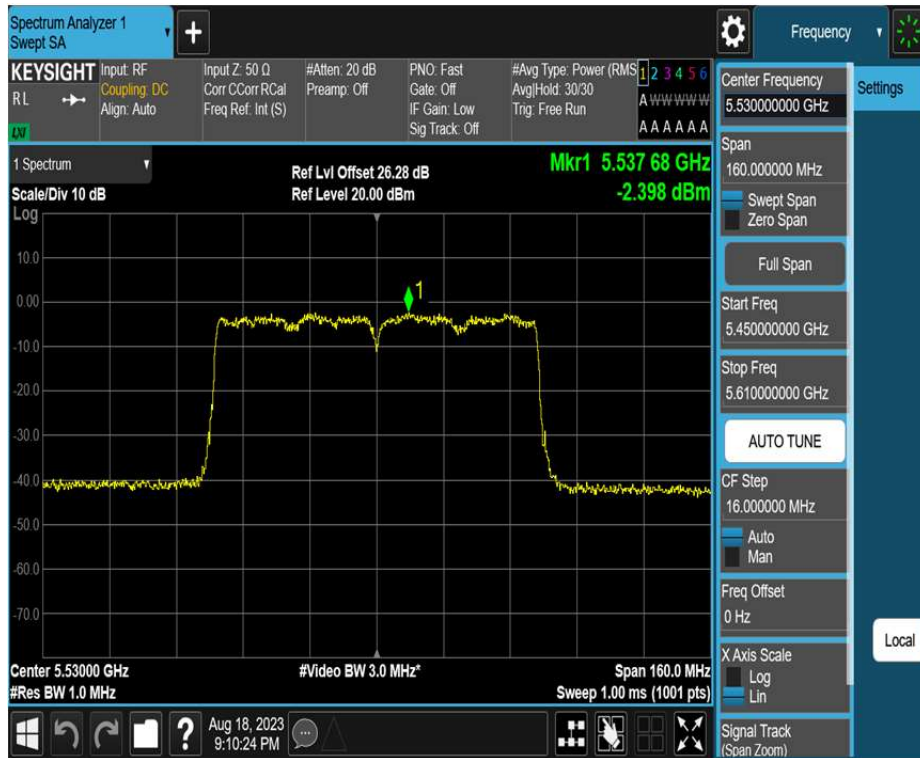 Spectrum Analyzer 1
Swept SA
+
Frequency
KEYSIGHT
R L
LXI
Input: RF
Coupling: DC
Align: Auto
Input Z: 50 Ω
Corr CCorr RCal
Freq Ref: Int (S)
#Atten: 20 dB
Preamp: Off
PNO: Fast
Gate: Off
IF Gain: Low
Sig Track: Off
#Avg Type: Power (RMS
Avg|Hold: 30/30
Trig: Free Run
1 2 3 4 5 6
A W W W W W
A A A A A A
1 Spectrum
Scale/Div 10 dB
Log
Ref Lvl Offset 26.28 dB
Ref Level 20.00 dBm
Mkr1 5.537 68 GHz
-2.398 dBm
10.0
0.00
-10.0
-20.0
-30.0
-40.0
-50.0
-60.0
-70.0
1
Center 5.53000 GHz
#Res BW 1.0 MHz
#Video BW 3.0 MHz*
Span 160.0 MHz
Sweep 1.00 ms (1001 pts)
Center Frequency
5.53000000 GHz
Span
160.000000 MHz
Swept Span
Zero Span
Full Span
Start Freq
5.450000000 GHz
Stop Freq
5.610000000 GHz
AUTO TUNE
CF Step
16.000000 MHz
Auto
Man
Freq Offset
0 Hz
X Axis Scale
Log
Lin
Signal Track
(Span Zoom)
Settings
Local
?
Aug 18, 2023
9:10:24 PM